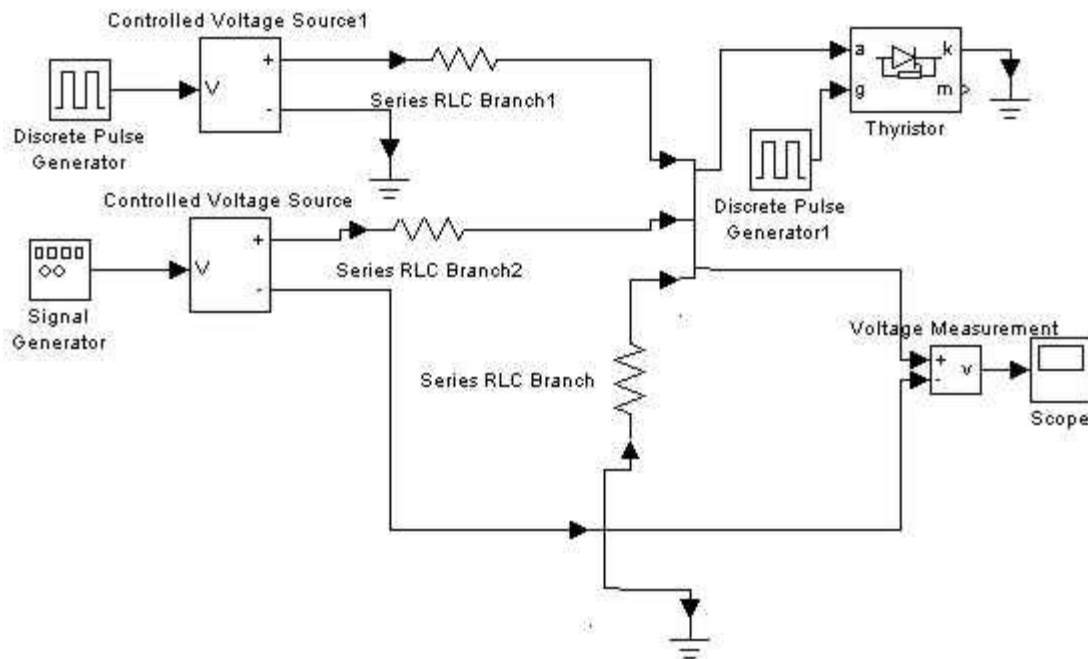 Controlled Voltage Source1
V
+
-
Discrete Pulse
Generator
Series RLC Branch1
a
k
g
m
Thyristor
Discrete Pulse
Generator1
Controlled Voltage Source
V
+
-
Series RLC Branch2
Signal
Generator
Series RLC Branch
Voltage Measurement
+
-
v
Scope